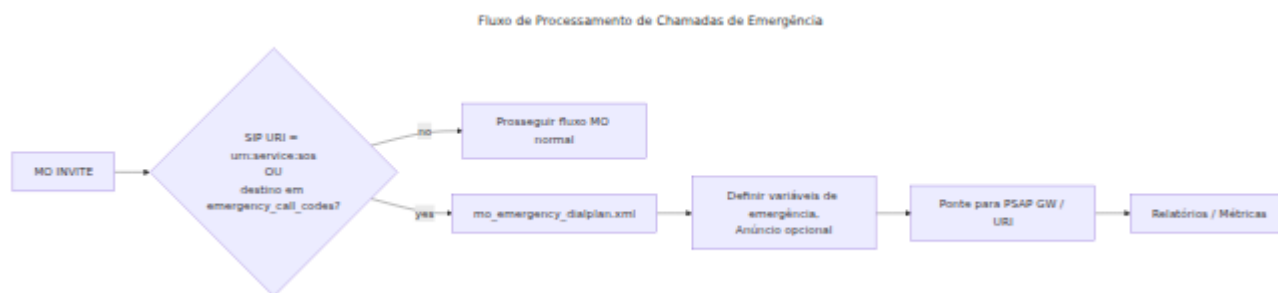 Fluxo de Processamento de Chamadas de Emergência
MO INVITE
SIP URI =
urn:service:sos
OU
destino em
emergency_call_codes?
no
Prosseguir fluxo MO
normal
yes
mo_emergency_dialplan.xml
Definir variáveis de
emergência.
Anúncio opcional
Ponte para PSAP GW /
URI
Relatórios / Métricas